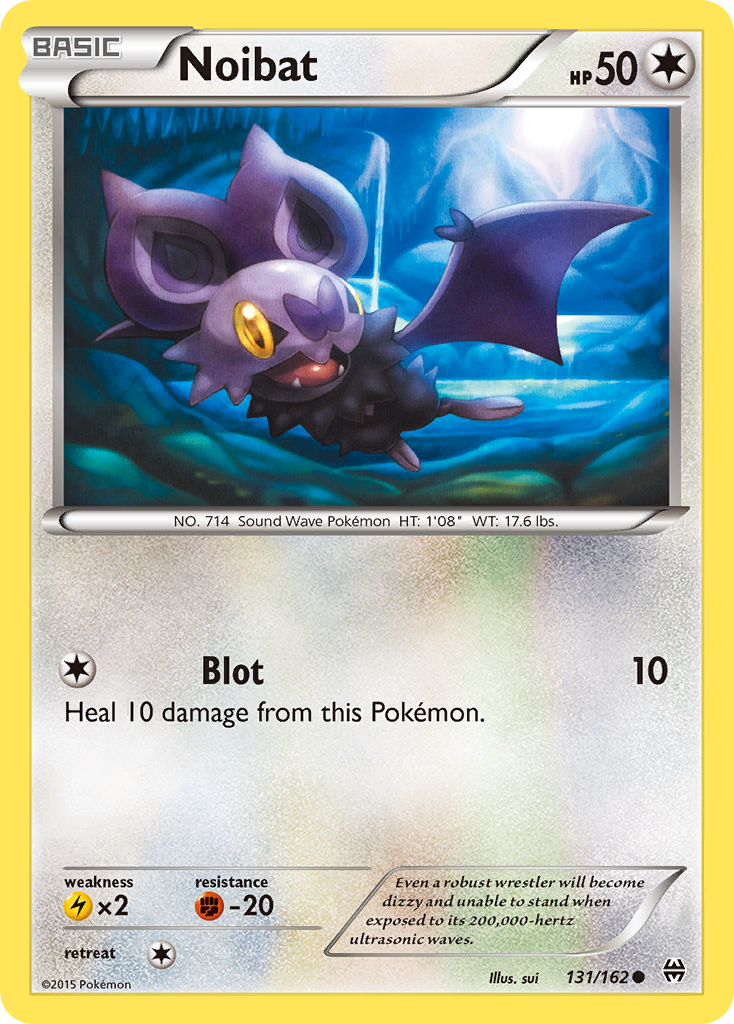 BASIC
Noibat
HP 50
NO. 714 Sound Wave Pokémon HT: 1'08" WT: 17.6 lbs.
Blot 10
Heal 10 damage from this Pokémon.
weakness resistance
×2 -20
retreat
Even a robust wrestler will become
dizzy and unable to stand when
exposed to its 200,000-hertz
ultrasonic waves.
©2015 Pokémon Illus. sui 131/162